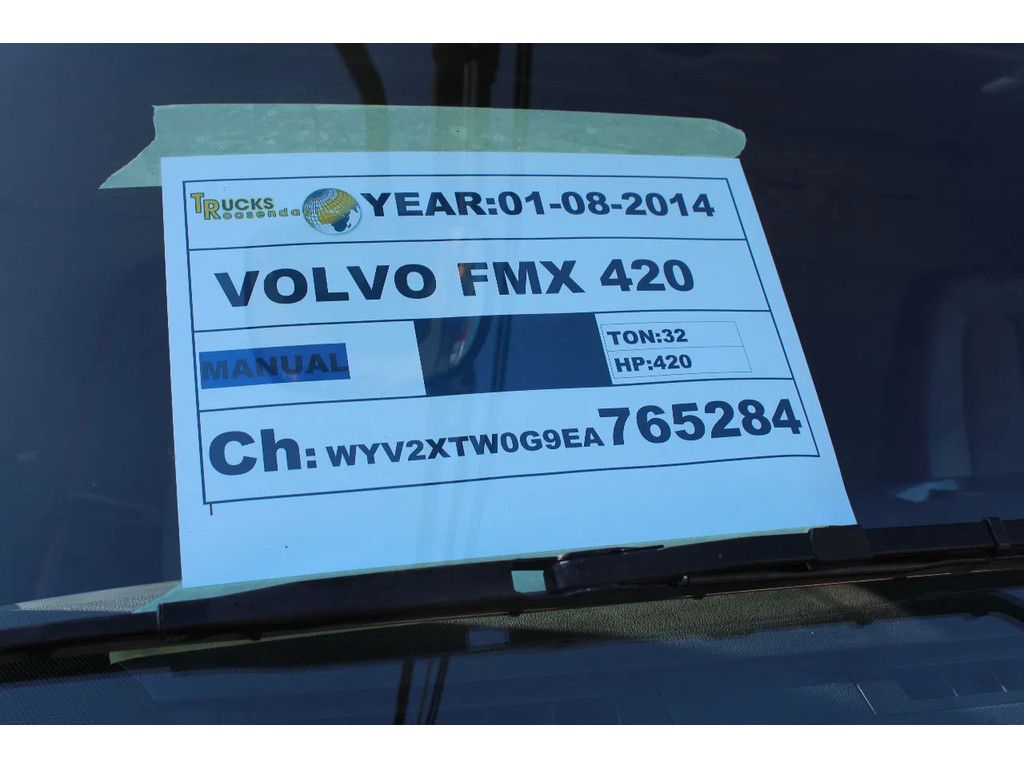 TRUCKS
Roosendaal YEAR:01-08-2014
VOLVO FMX 420
MANUAL
TON:32
HP:420
Ch: WYV2XTW0G9EA765284